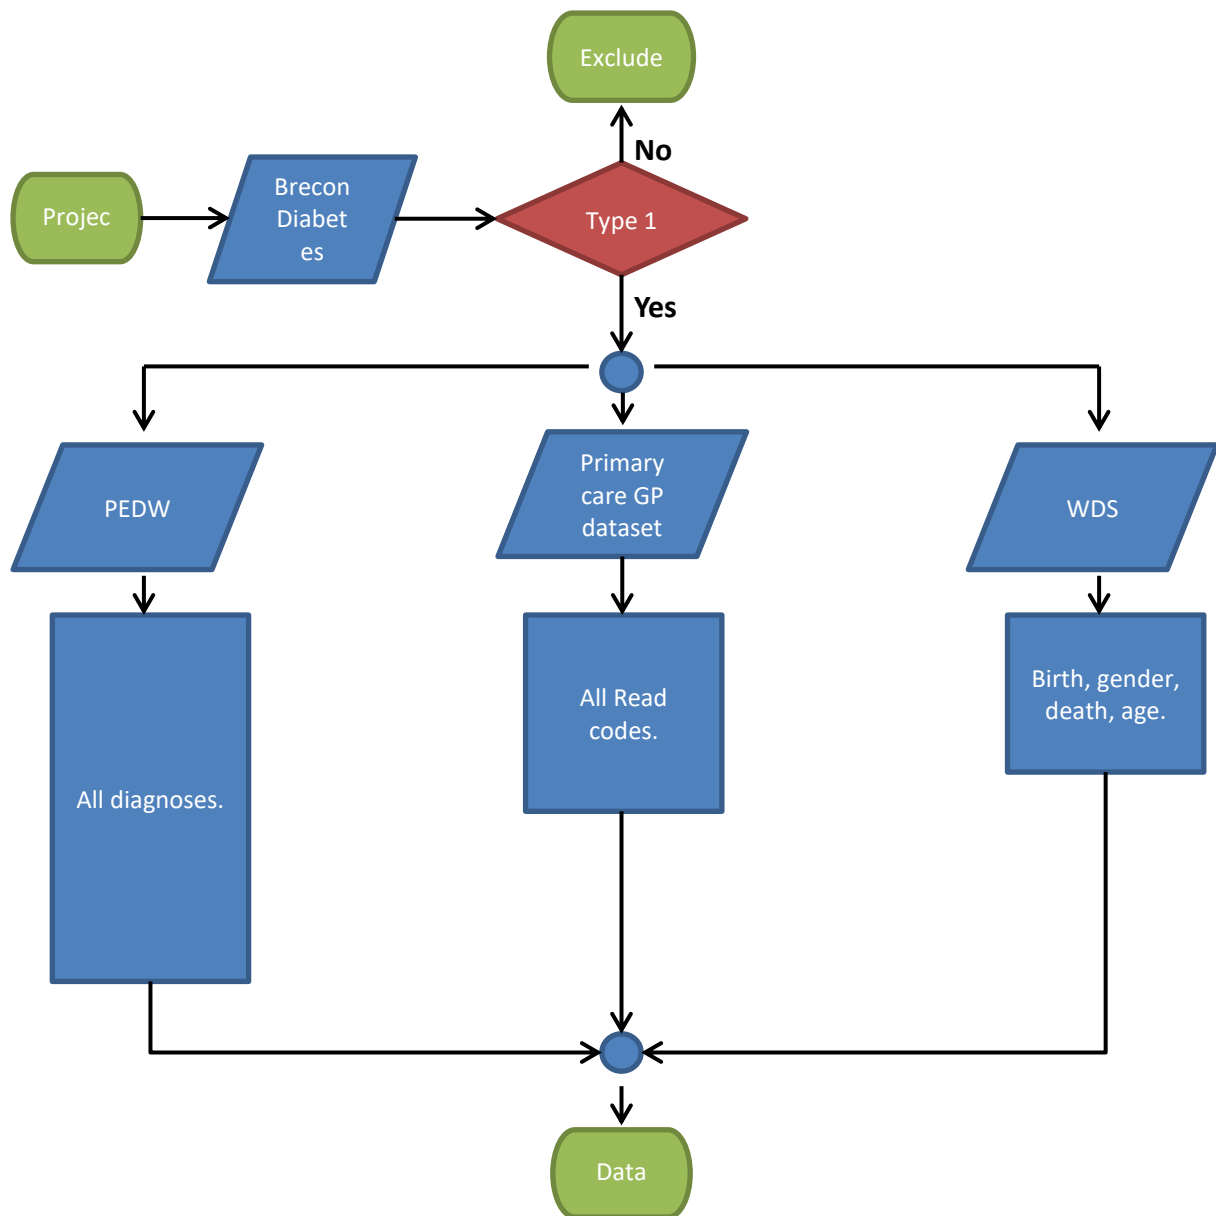 Exclude
No
Projec
Brecon
Diabet
es
Type 1
Yes
PEDW
Primary
care GP
dataset
WDS
All diagnoses.
All Read
codes.
Birth, gender,
death, age.
Data